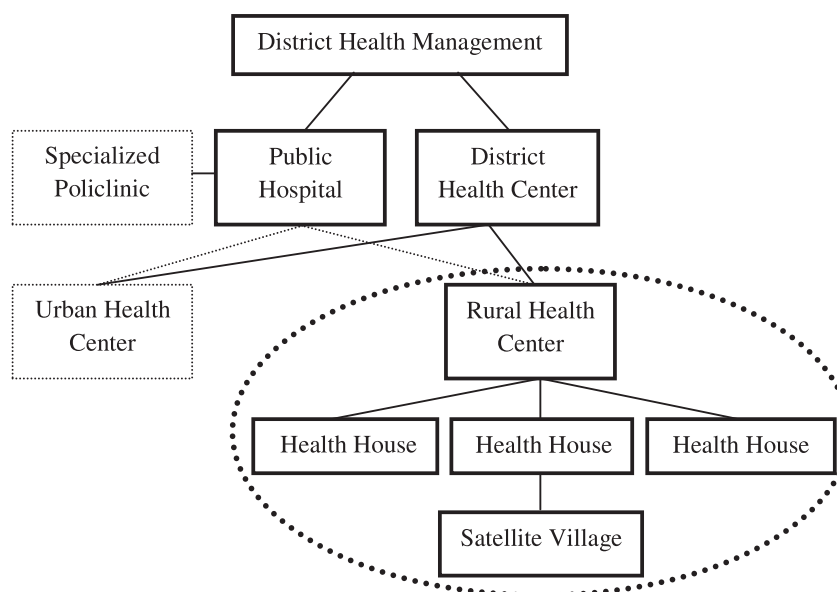 District Health Management
Specialized
Policlinic
Public
Hospital
District
Health Center
Urban Health
Center
Rural Health
Center
Health House
Health House
Health House
Satellite Village